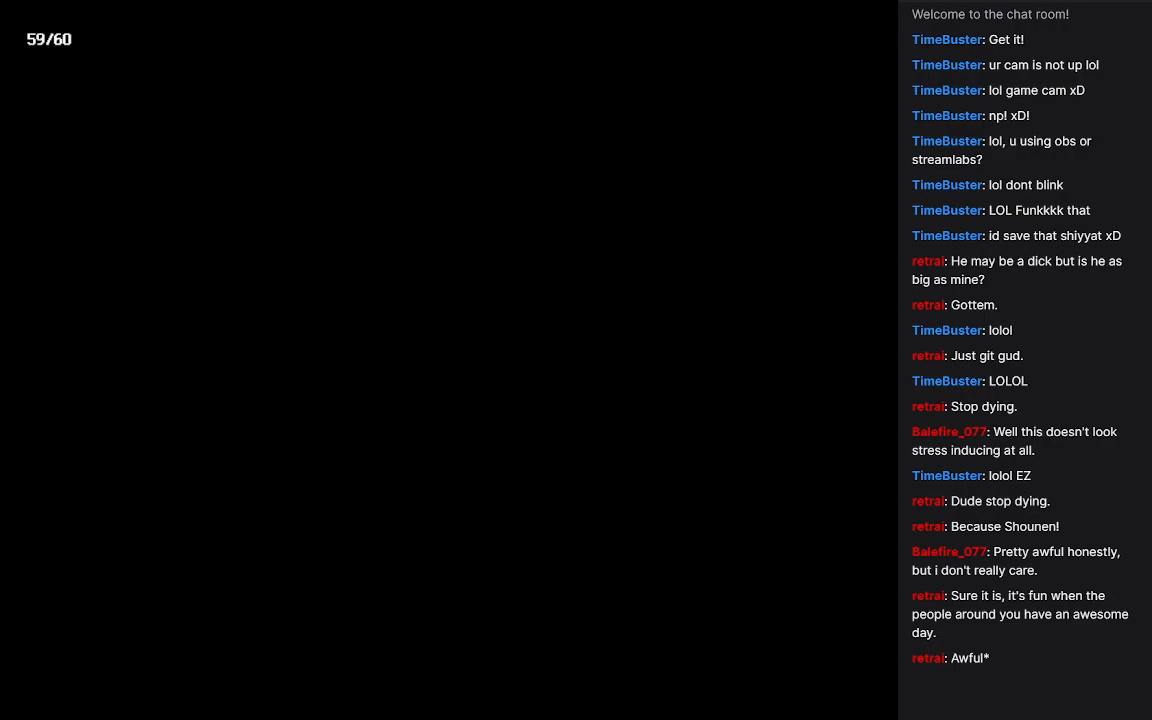 59/60
Welcome to the chat room!
TimeBuster: Get it!
TimeBuster: ur cam is not up lol
TimeBuster: lol game cam xD
TimeBuster: np! xD!
TimeBuster: lol, u using obs or
streamlabs?
TimeBuster: lol dont blink
TimeBuster: LOL Funkkkk that
TimeBuster: id save that shiyyat xD
retrai: He may be a dick but is he as
big as mine?
retrai: Gottem.
TimeBuster: lolol
retrai: Just git gud.
TimeBuster: LOLOL
retrai: Stop dying.
Balefire_077: Well this doesn't look
stress inducing at all.
TimeBuster: lolol EZ
retrai: Dude stop dying.
retrai: Because Shounen!
Balefire_077: Pretty awful honestly,
but i don't really care.
retrai: Sure it is, it's fun when the
people around you have an awesome
day.
retrai: Awful*